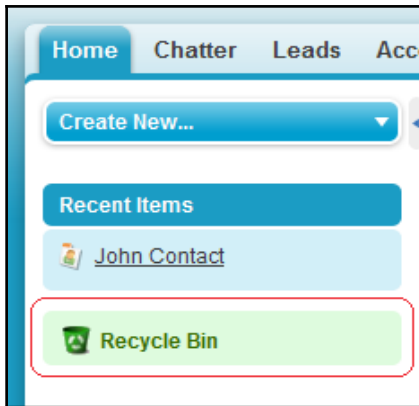 Home Chatter Leads Acc
Create New...
Recent Items
John Contact
Recycle Bin